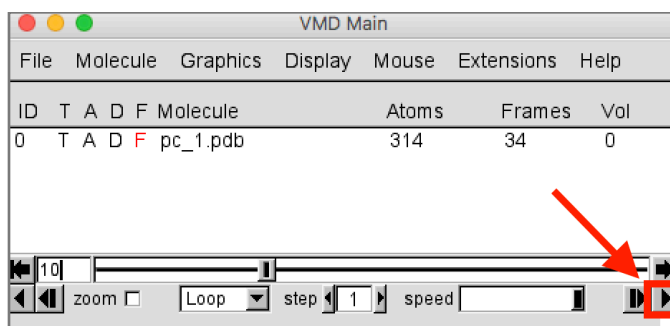 VMD Main
File Molecule Graphics Display Mouse Extensions Help
ID T A D F Molecule Atoms Frames Vol
0 T A D F pc_1.pdb 314 34 0
10
zoom Loop step 1 speed